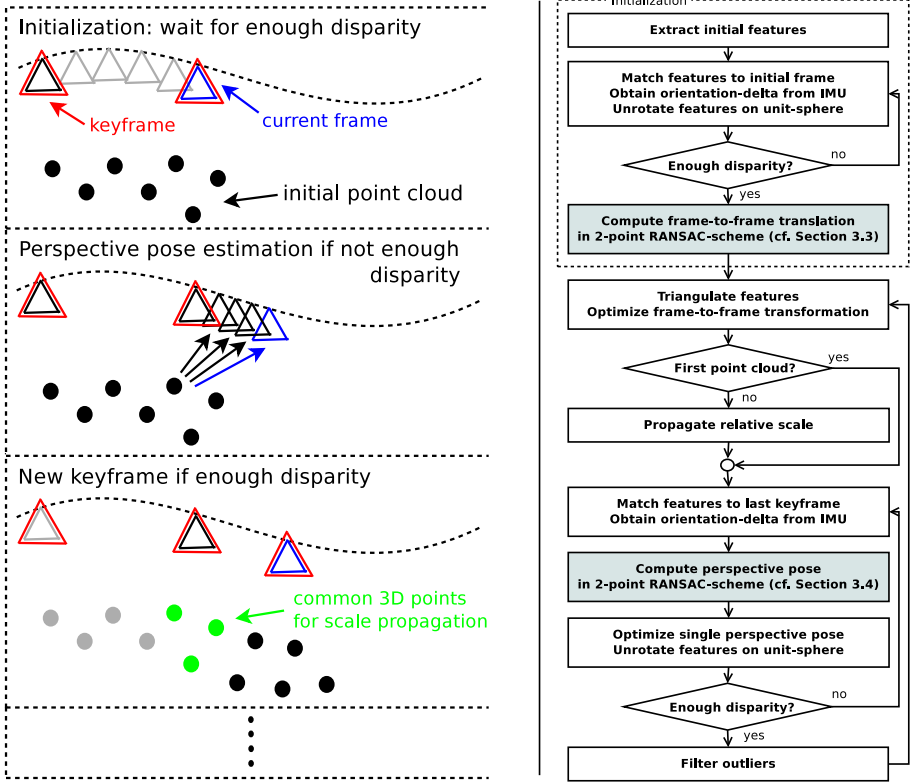 Initialization: wait for enough disparity
keyframe
current frame
initial point cloud
Perspective pose estimation if not enough
disparity
New keyframe if enough disparity
common 3D points
for scale propagation
Initialization
Extract initial features
Match features to initial frame
Obtain orientation-delta from IMU
Unrotate features on unit-sphere
Enough disparity?
no
yes
Compute frame-to-frame translation
in 2-point RANSAC-scheme (cf. Section 3.3)
Triangulate features
Optimize frame-to-frame transformation
First point cloud?
yes
no
Propagate relative scale
Match features to last keyframe
Obtain orientation-delta from IMU
Compute perspective pose
in 2-point RANSAC-scheme (cf. Section 3.4)
Optimize single perspective pose
Unrotate features on unit-sphere
Enough disparity?
no
yes
Filter outliers